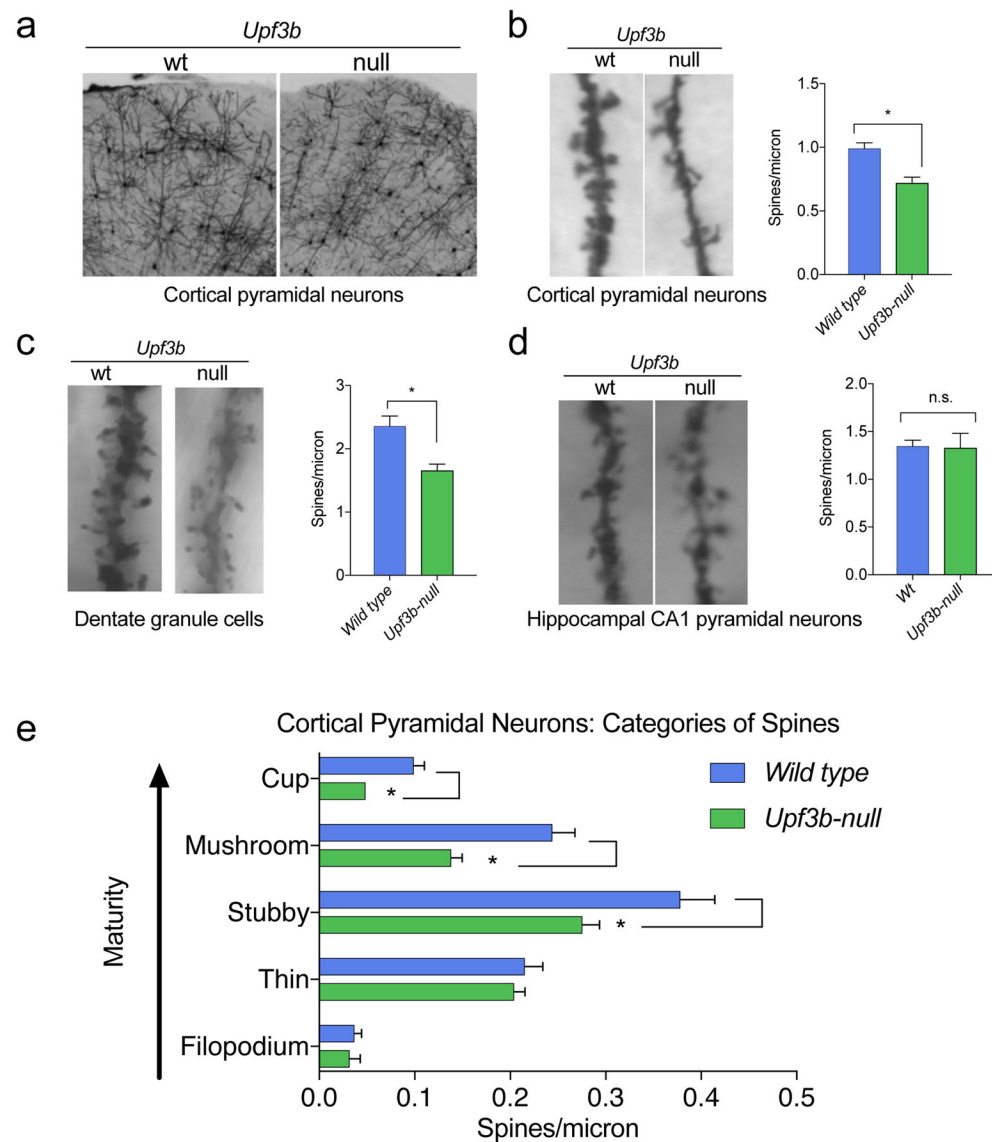 a
Upf3b
wt null
Cortical pyramidal neurons
b
Upf3b
wt null
Cortical pyramidal neurons
Spines/micron
1.5
1.0
0.5
0.0
*
Wild type
Upf3b-null
c
Upf3b
wt null
Dentate granule cells
Spines/micron
3
2
1
0
*
Wild type
Upf3b-null
d
Upf3b
wt null
Hippocampal CA1 pyramidal neurons
Spines/micron
2.0
1.5
1.0
0.5
0.0
n.s.
Wt
Upf3b-null
e
Cortical Pyramidal Neurons: Categories of Spines
Maturity
Cup
*
Mushroom
*
Stubby
*
Thin
Filopodium
Wild type
Upf3b-null
0.0 0.1 0.2 0.3 0.4 0.5
Spines/micron